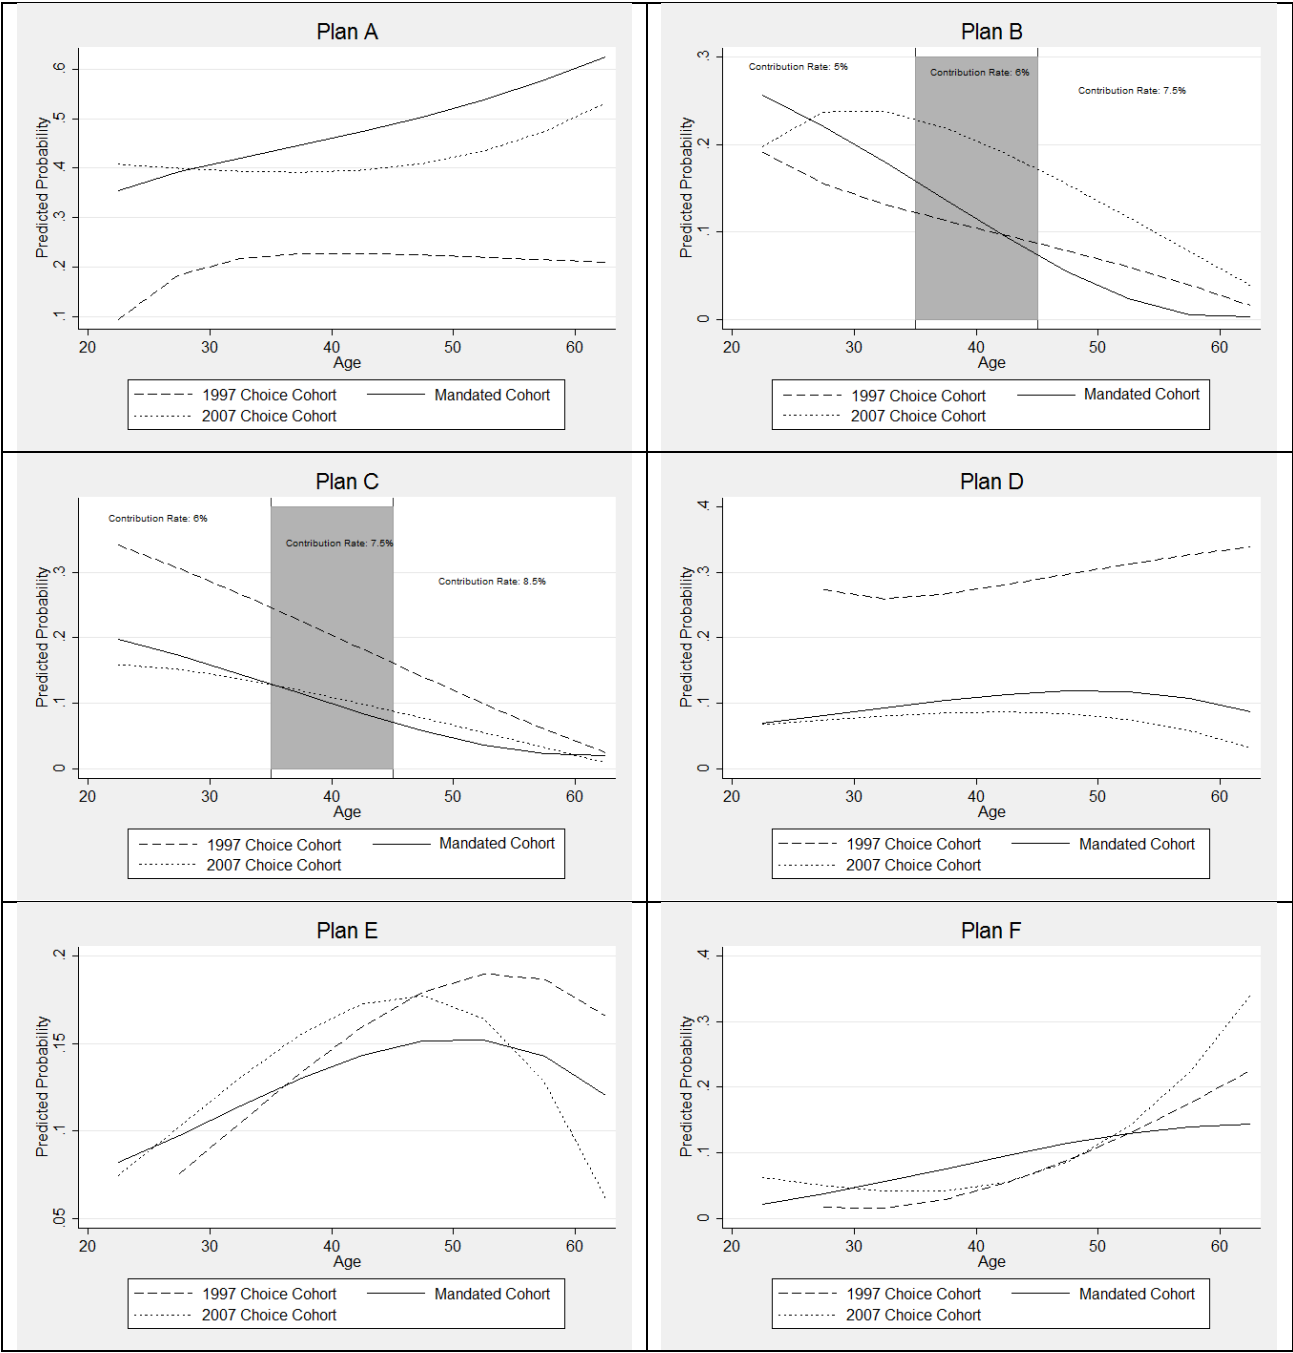 Plan A
Predicted Probability
.6
.5
.4
.3
.2
.1
20 30 40 50 60
Age
1997 Choice Cohort Mandated Cohort
2007 Choice Cohort
Plan B
Predicted Probability
.3
.2
.1
0
Contribution Rate: 5%
Contribution Rate: 6%
Contribution Rate: 7.5%
20 30 40 50 60
Age
1997 Choice Cohort Mandated Cohort
2007 Choice Cohort
Plan C
Predicted Probability
.3
.2
.1
0
Contribution Rate: 6%
Contribution Rate: 7.5%
Contribution Rate: 8.5%
20 30 40 50 60
Age
1997 Choice Cohort Mandated Cohort
2007 Choice Cohort
Plan D
Predicted Probability
.4
.3
.2
.1
0
20 30 40 50 60
Age
1997 Choice Cohort Mandated Cohort
2007 Choice Cohort
Plan E
Predicted Probability
.2
.15
.1
.05
20 30 40 50 60
Age
1997 Choice Cohort Mandated Cohort
2007 Choice Cohort
Plan F
Predicted Probability
.4
.3
.2
.1
0
20 30 40 50 60
Age
1997 Choice Cohort Mandated Cohort
2007 Choice Cohort